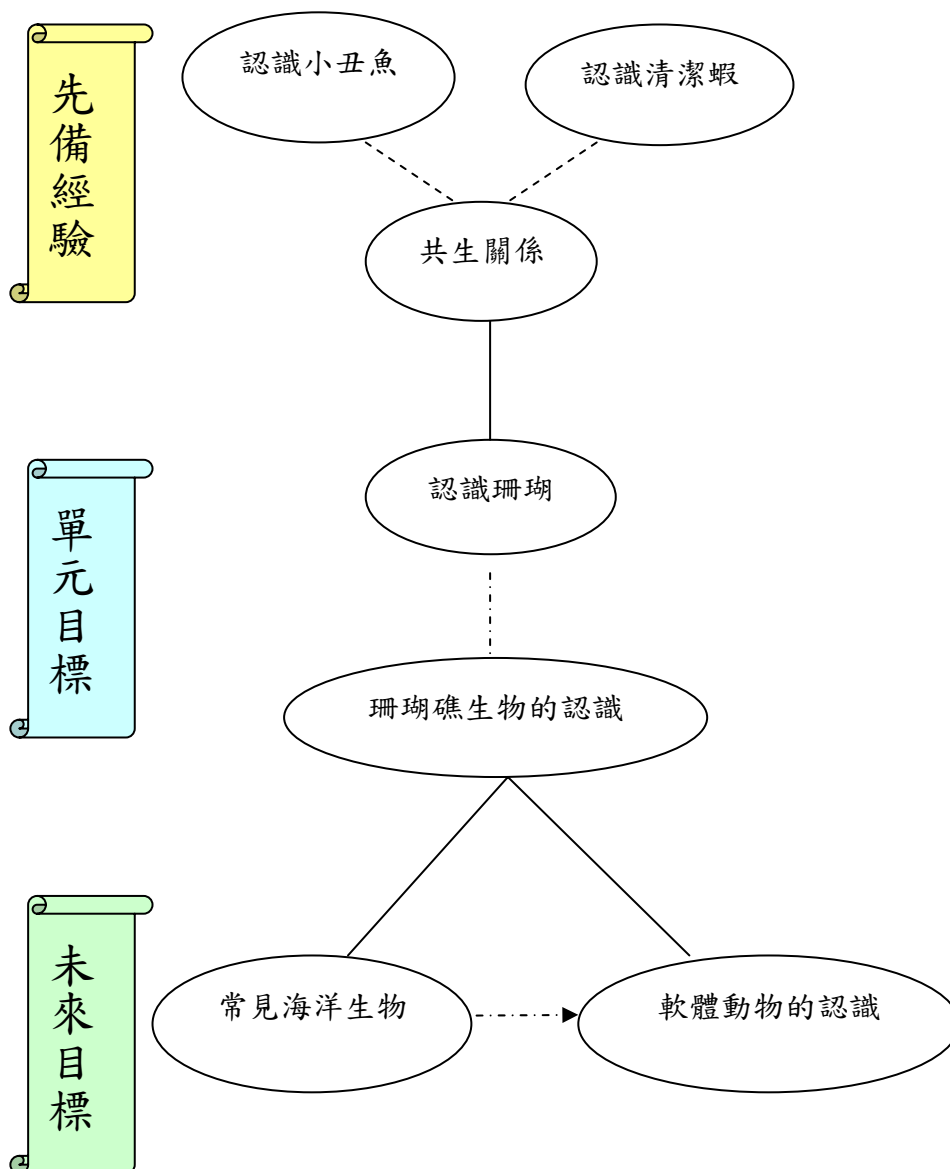 先備經驗
認識小丑魚
認識清潔蝦
共生關係
單元目標
認識珊瑚
珊瑚礁生物的認識
未來目標
常見海洋生物
軟體動物的認識